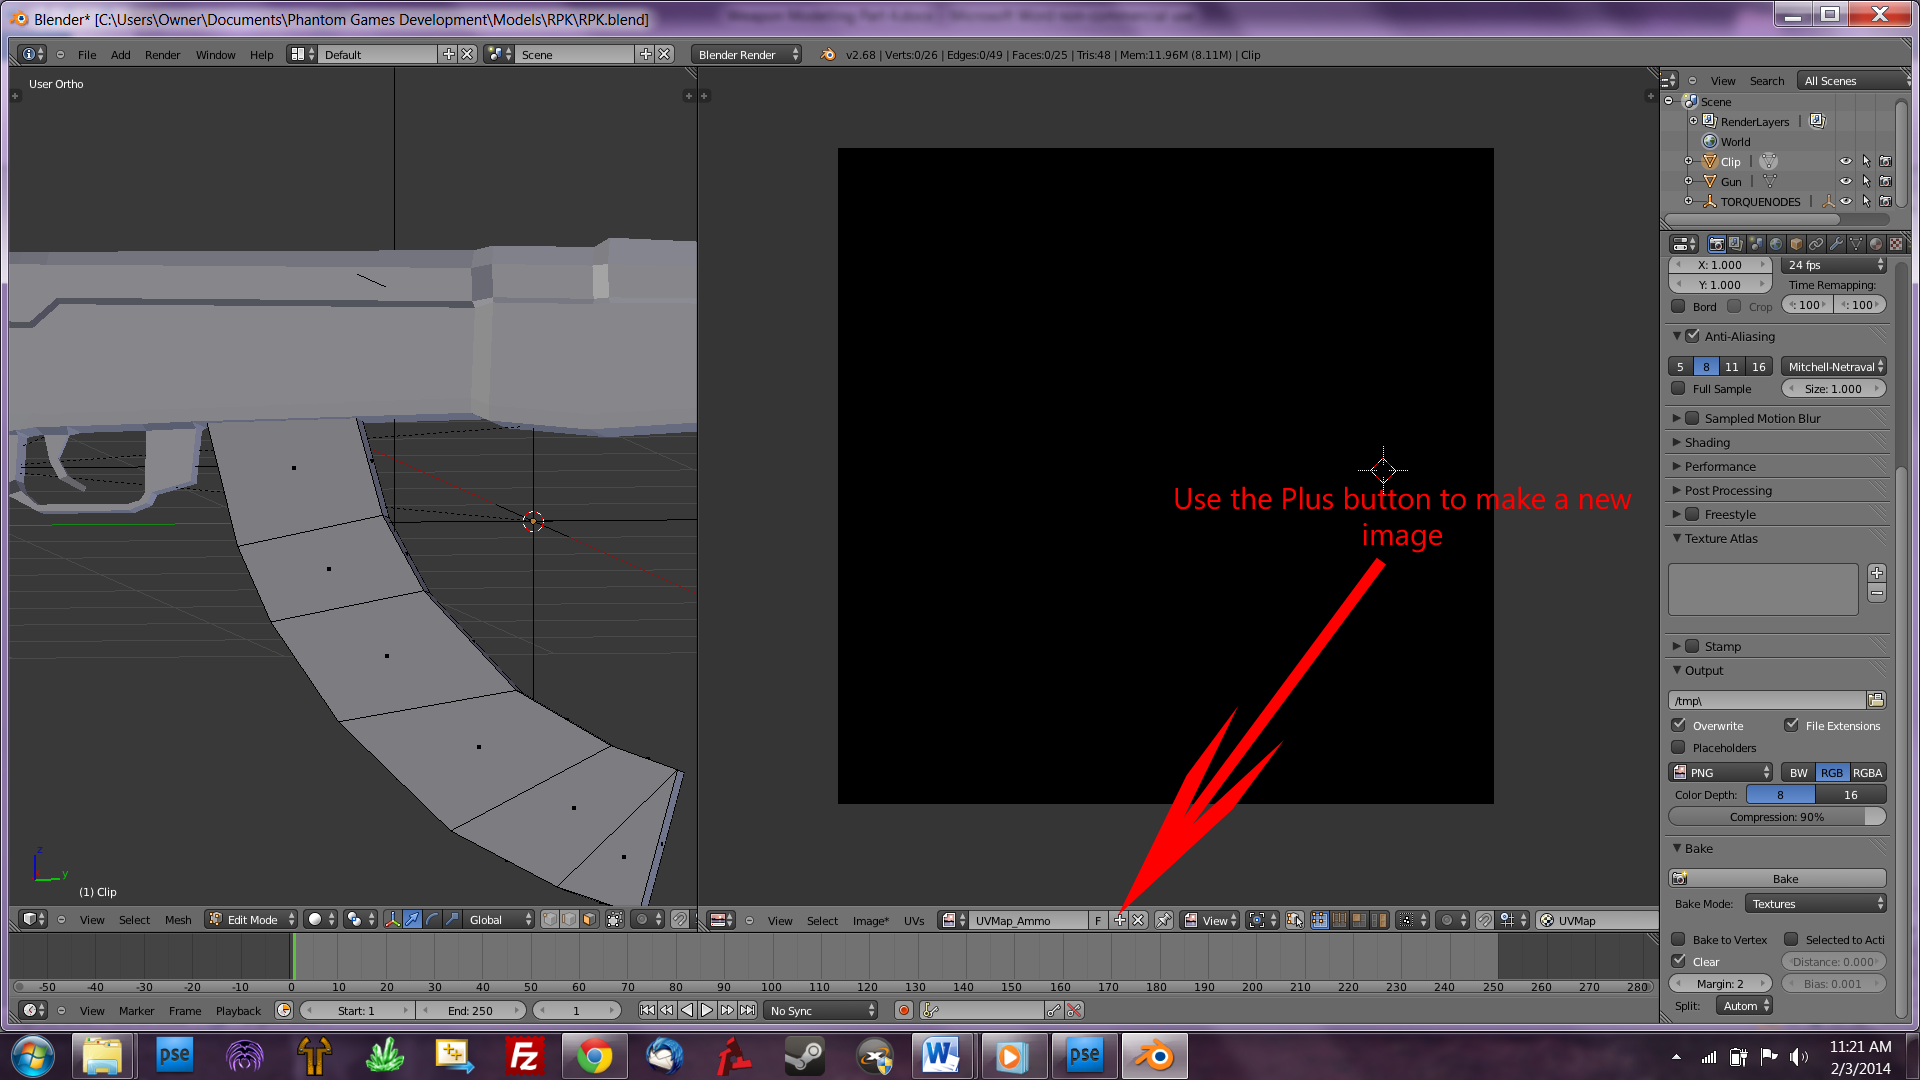 Blender* [C:\Users\Owner\Documents\Phantom Games Development\Models\RPK\RPK.blend]
File Add Render Window Help Default Scene Blender Render v2.68 | Verts:0/26 | Edges:0/49 | Faces:0/25 | Tris:48 | Mem:11.96M (8.11M) | Clip
User Ortho
View Search All Scenes
Scene
RenderLayers
World
Clip
Gun
TORQUENODES
X: 1.000 24 fps
Y: 1.000 Time Remapping:
Bord Crop : 100 : 100
Anti-Aliasing
5 8 11 16 Mitchell-Netraval
Full Sample Size: 1.000
Sampled Motion Blur
Shading
Performance
Post Processing
Freestyle
Texture Atlas
Stamp
Output
/tmp\
Overwrite File Extensions
Placeholders
PNG BW RGB RGBA
Color Depth: 8 16
Compression: 90%
Bake
Bake
Bake Mode: Textures
Bake to Vertex Selected to Acti
Clear Distance: 0.000
Margin: 2 Bias: 0.001
Split: Autom
Use the Plus button to make a new
image
z
y
(1) Clip
View Select Mesh Edit Mode Global
View Select Image* UVs UVMap_Ammo F View UVMap
-50 -40 -30 -20 -10 0 10 20 30 40 50 60 70 80 90 100 110 120 130 140 150 160 170 180 190 200 210 220 230 240 250 260 270 280
View Marker Frame Playback Start: 1 End: 250 1 No Sync
pse Fz W pse
11:21 AM
2/3/2014